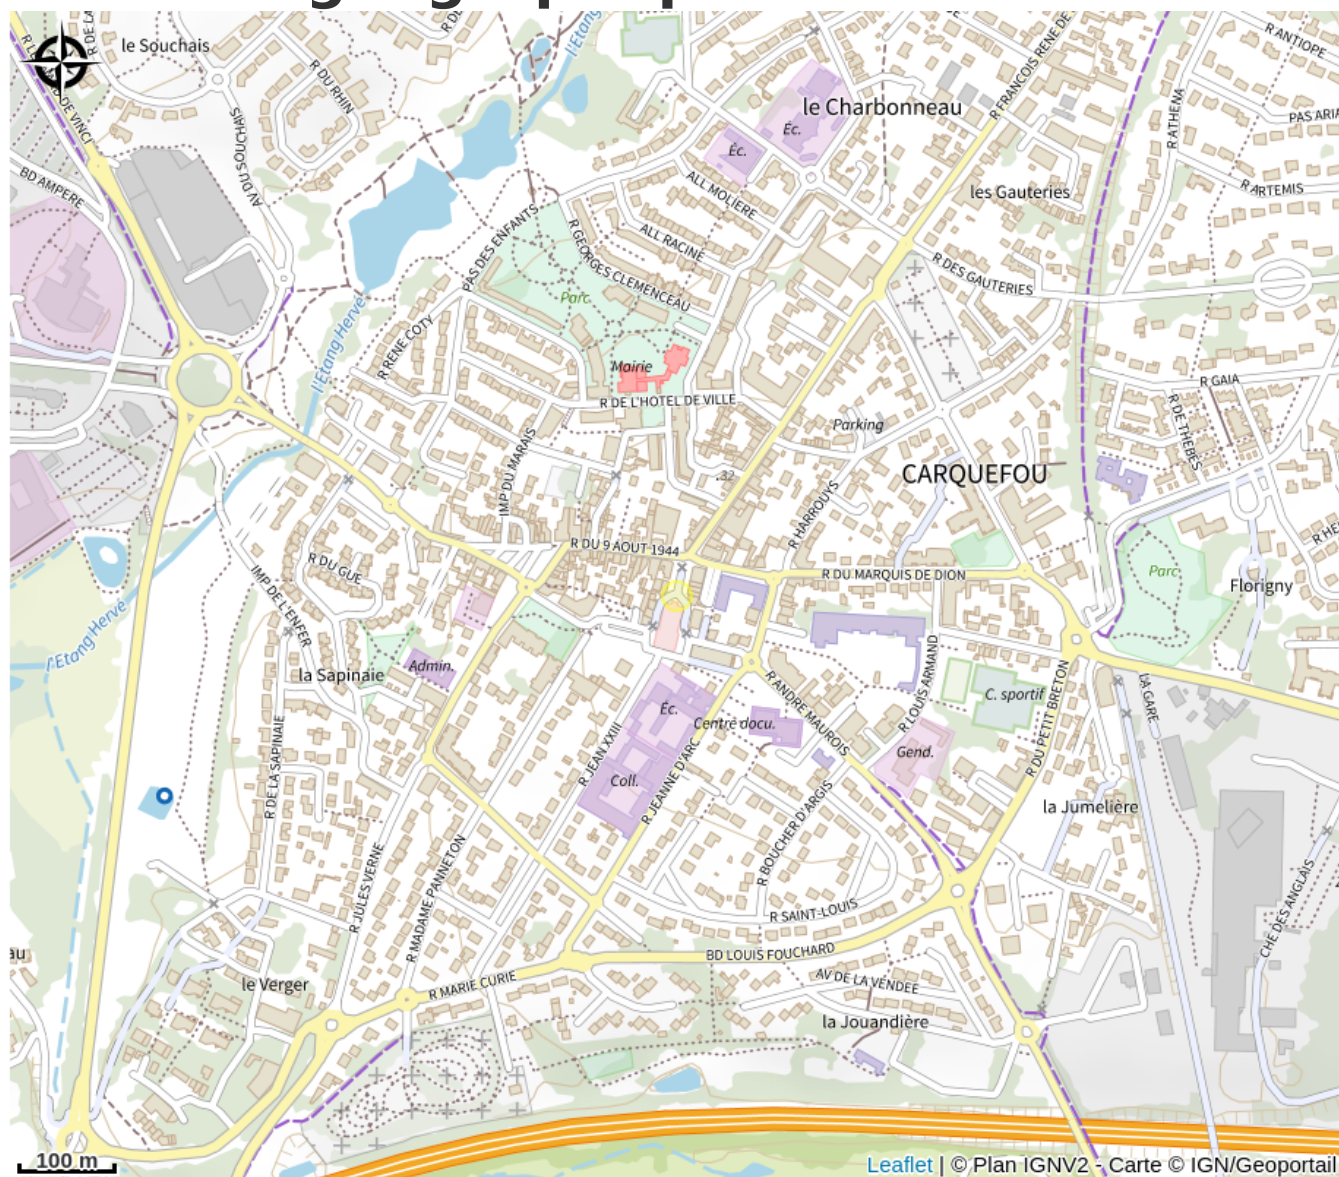 le Souchais
R DU RHIN
AV DU SOUCHAIS
BD AMPERE
l'Etang
le Charbonneau
Éc.
Éc.
R FRANCOIS RENE DE
R ANTIOPE
R ATHENA
R ARTEMIS
les Gauteries
ALL MOLIERE
ALL RACINE
PAS DES ENFANTS
R GEORGES CLEMENCEAU
R DES GAUTERIES
Parc
l'Etang Hervé
R RENE COTY
Mairie
R DE L'HOTEL DE VILLE
R GAIA
R DE THEBES
Parking
IMP DU MARAIS
.32
CARQUEFOU
R HARROUYS
R DU 9 AOUT 1944
R DU MARQUIS DE DION
R DU GUE
IMP DE L'ENFER
Parc
Florigny
l'Etang Hervé
la Sapinaie
Admin.
R LOUIS ARMAND
C. sportif
R ANDRE MAUROIS
LA GARE
Éc.
Centre docu.
R JEAN XXIII
R DE LA SAPINAIE
Gend.
R DU PETIT BRETON
Coll.
R JEANNE D'ARC
la Jumelière
R BOUCHER D'ARGIS
R JULES VERNE
R MADAME PANNETON
CHE DES ANGLAIS
R SAINT-LOUIS
BD LOUIS FOUCHARD
le Verger
R MARIE CURIE
AV DE LA VENDEE
la Jouandière
100 m
Leaflet | © Plan IGNV2 - Carte © IGN/Geoportail